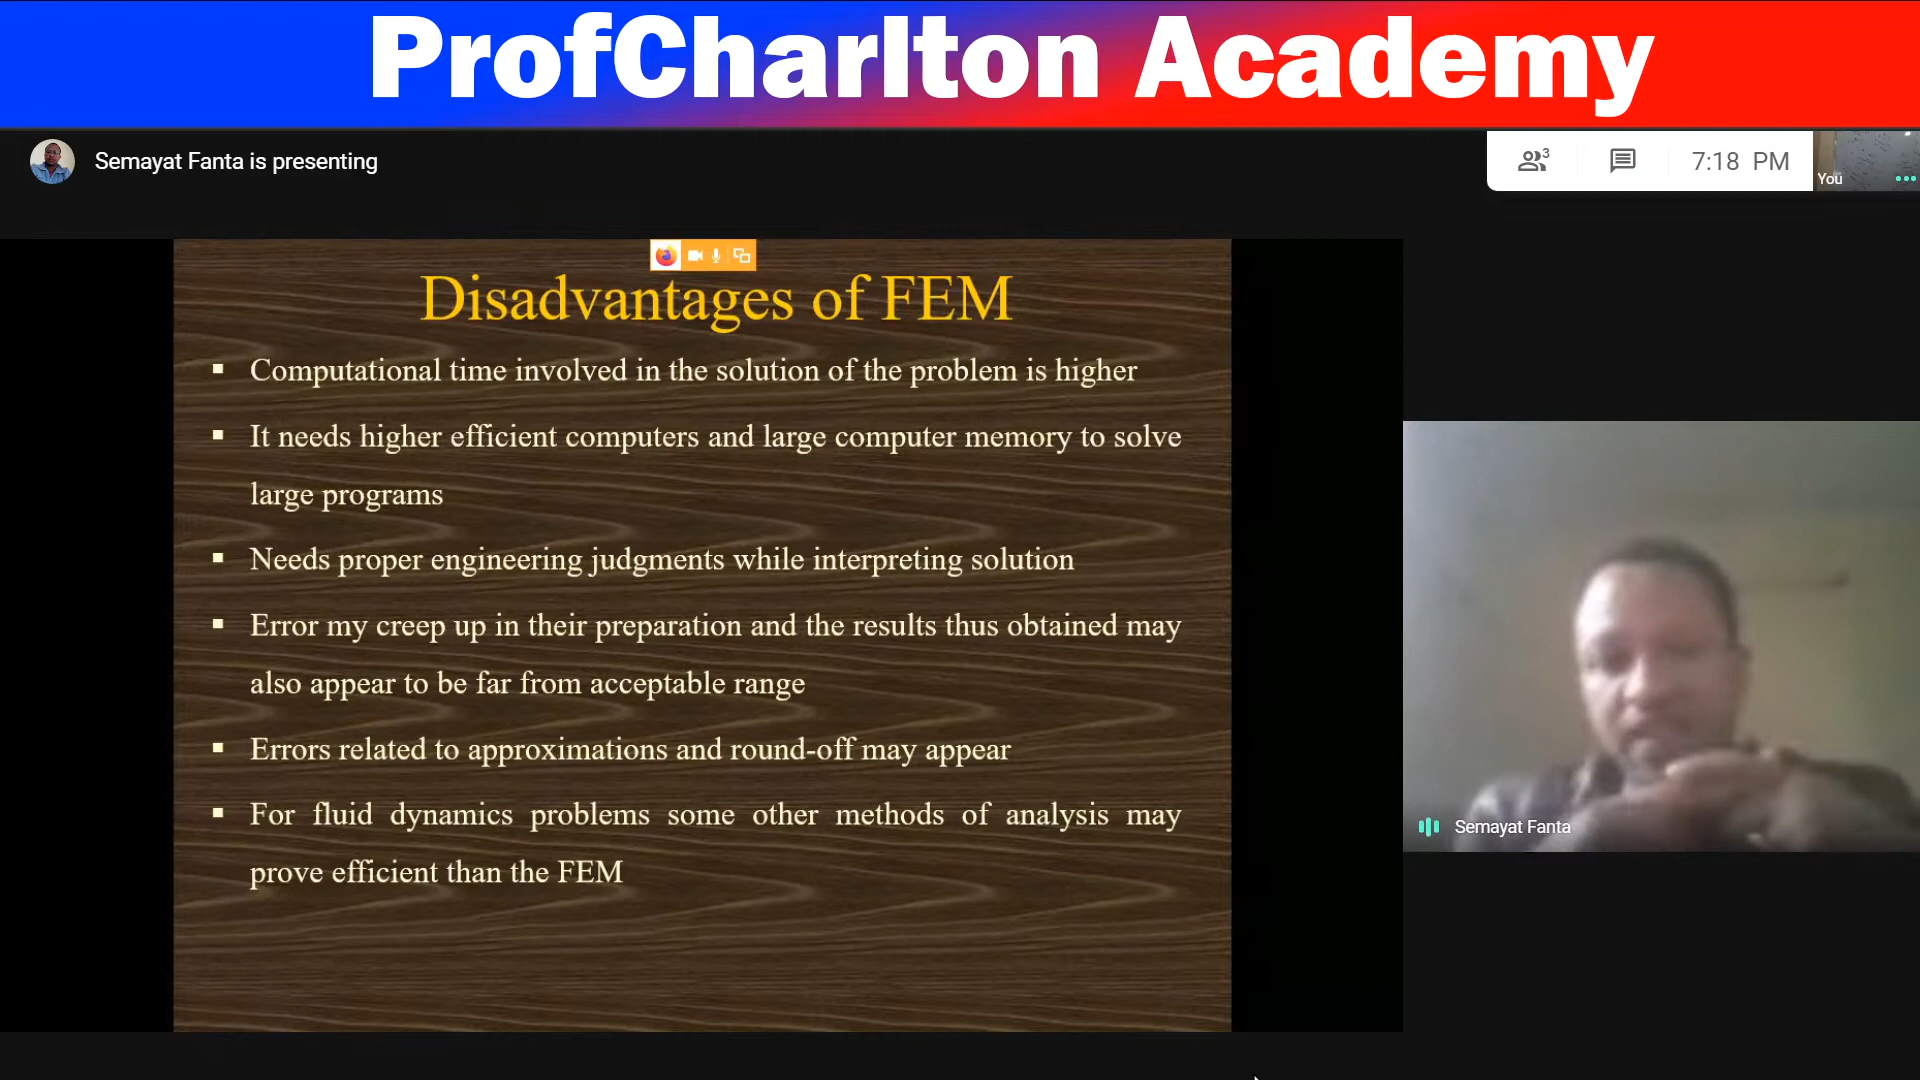 ProfCharlton Academy
Semayat Fanta is presenting
3
7:18 PM
You
Disadvantages of FEM
▪ Computational time involved in the solution of the problem is higher
▪ It needs higher efficient computers and large computer memory to solve
large programs
▪ Needs proper engineering judgments while interpreting solution
▪ Error my creep up in their preparation and the results thus obtained may
also appear to be far from acceptable range
▪ Errors related to approximations and round-off may appear
▪ For fluid dynamics problems some other methods of analysis may
prove efficient than the FEM
Semayat Fanta